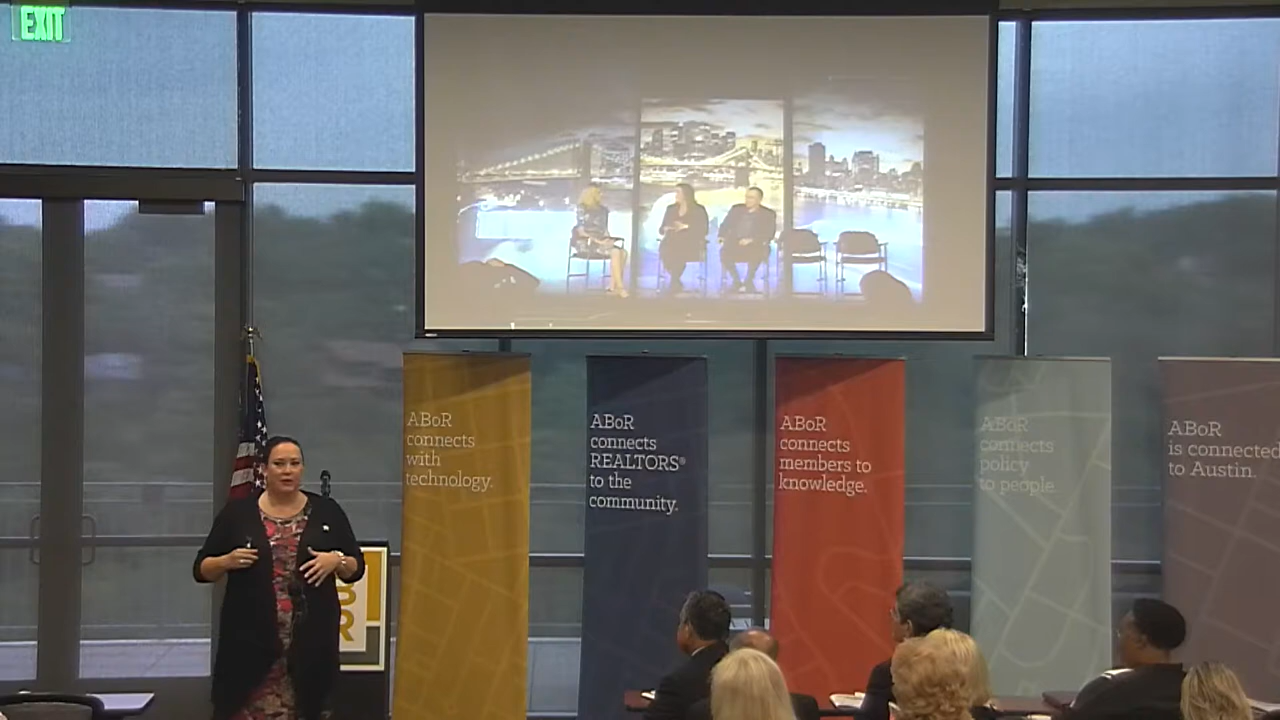 EXIT
ABoR
connects
with
technology.
ABoR
connects
REALTORS®
to the
community.
ABoR
connects
members to
knowledge.
ABoR
connects
policy
to people.
ABoR
is connected
to Austin.
B
R